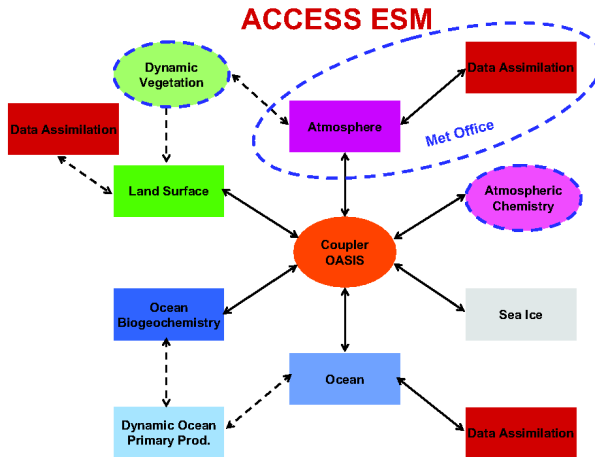 ACCESS ESM
Dynamic
Vegetation
Data Assimilation
Data Assimilation
Atmosphere
Met Office
Land Surface
Atmospheric
Chemistry
Coupler
OASIS
Ocean
Biogeochemistry
Sea Ice
Ocean
Dynamic Ocean
Primary Prod.
Data Assimilation